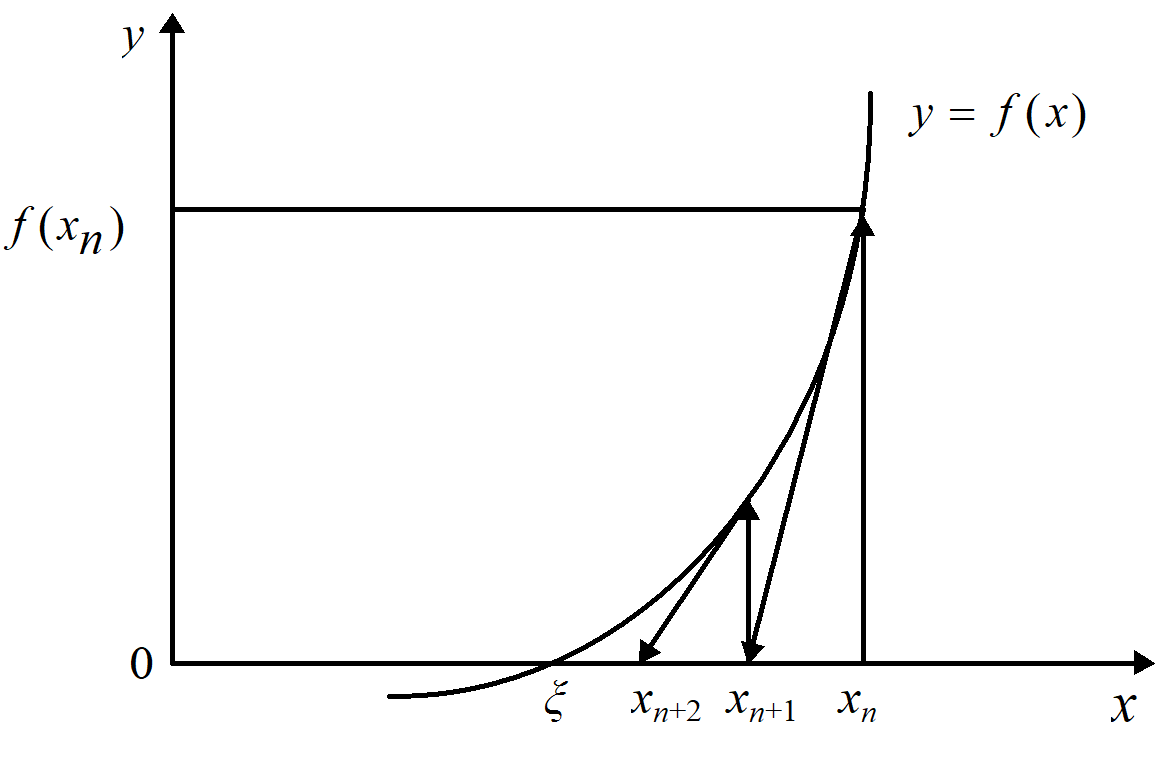 y
y = f(x)
f(xₙ)
0
ξ
xₙ₊₂
xₙ₊₁
xₙ
x